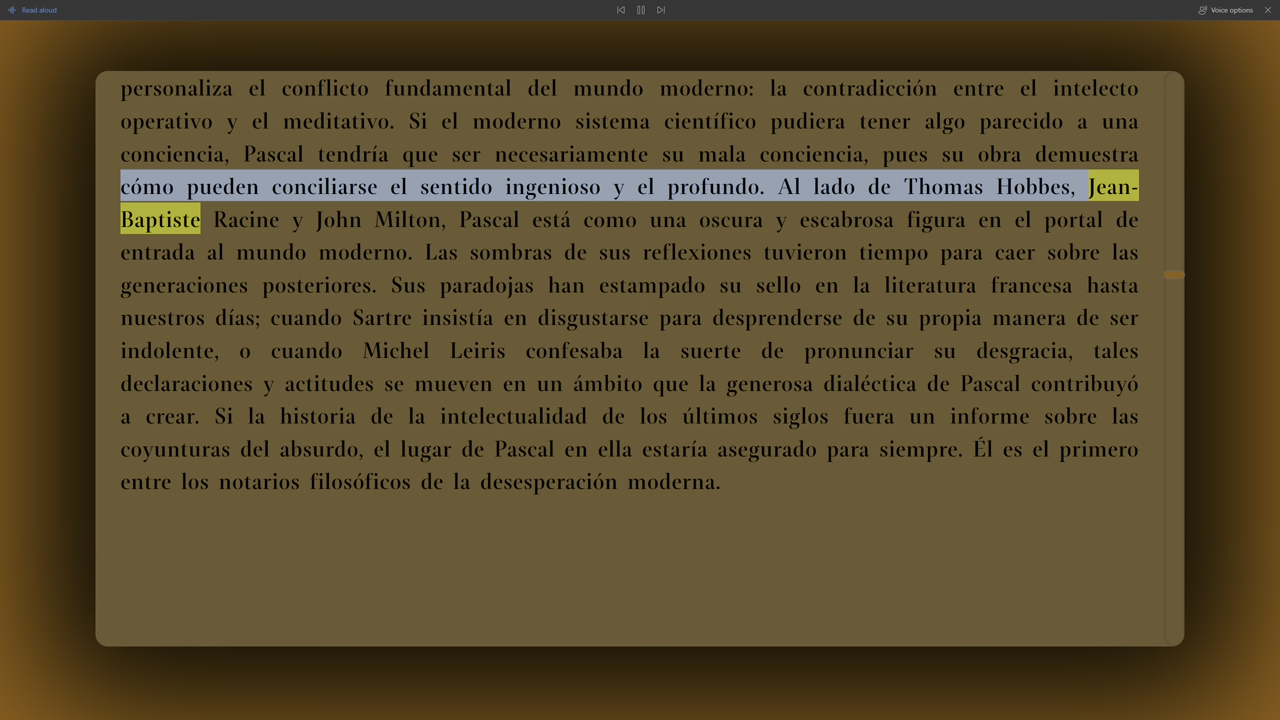 Read aloud
Voice options
personaliza el conflicto fundamental del mundo moderno: la contradicción entre el intelecto
operativo y el meditativo. Si el moderno sistema científico pudiera tener algo parecido a una
conciencia, Pascal tendría que ser necesariamente su mala conciencia, pues su obra demuestra
cómo pueden conciliarse el sentido ingenioso y el profundo. Al lado de Thomas Hobbes, Jean-
Baptiste Racine y John Milton, Pascal está como una oscura y escabrosa figura en el portal de
entrada al mundo moderno. Las sombras de sus reflexiones tuvieron tiempo para caer sobre las
generaciones posteriores. Sus paradojas han estampado su sello en la literatura francesa hasta
nuestros días; cuando Sartre insistía en disgustarse para desprenderse de su propia manera de ser
indolente, o cuando Michel Leiris confesaba la suerte de pronunciar su desgracia, tales
declaraciones y actitudes se mueven en un ámbito que la generosa dialéctica de Pascal contribuyó
a crear. Si la historia de la intelectualidad de los últimos siglos fuera un informe sobre las
coyunturas del absurdo, el lugar de Pascal en ella estaría asegurado para siempre. Él es el primero
entre los notarios filosóficos de la desesperación moderna.